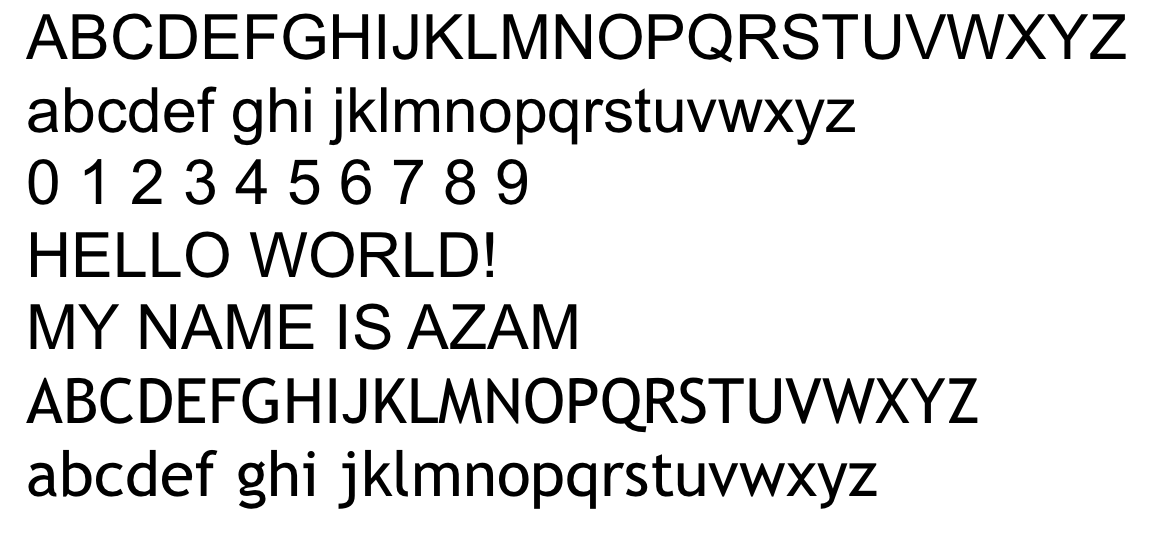 ABCDEFGHIJKLMNOPQRSTUVWXYZ
abcdef ghi jklmnopqrstuvwxyz
0 1 2 3 4 5 6 7 8 9
HELLO WORLD!
MY NAME IS AZAM
ABCDEFGHIJKLMNOPQRSTUVWXYZ
abcdef ghi jklmnopqrstuvwxyz